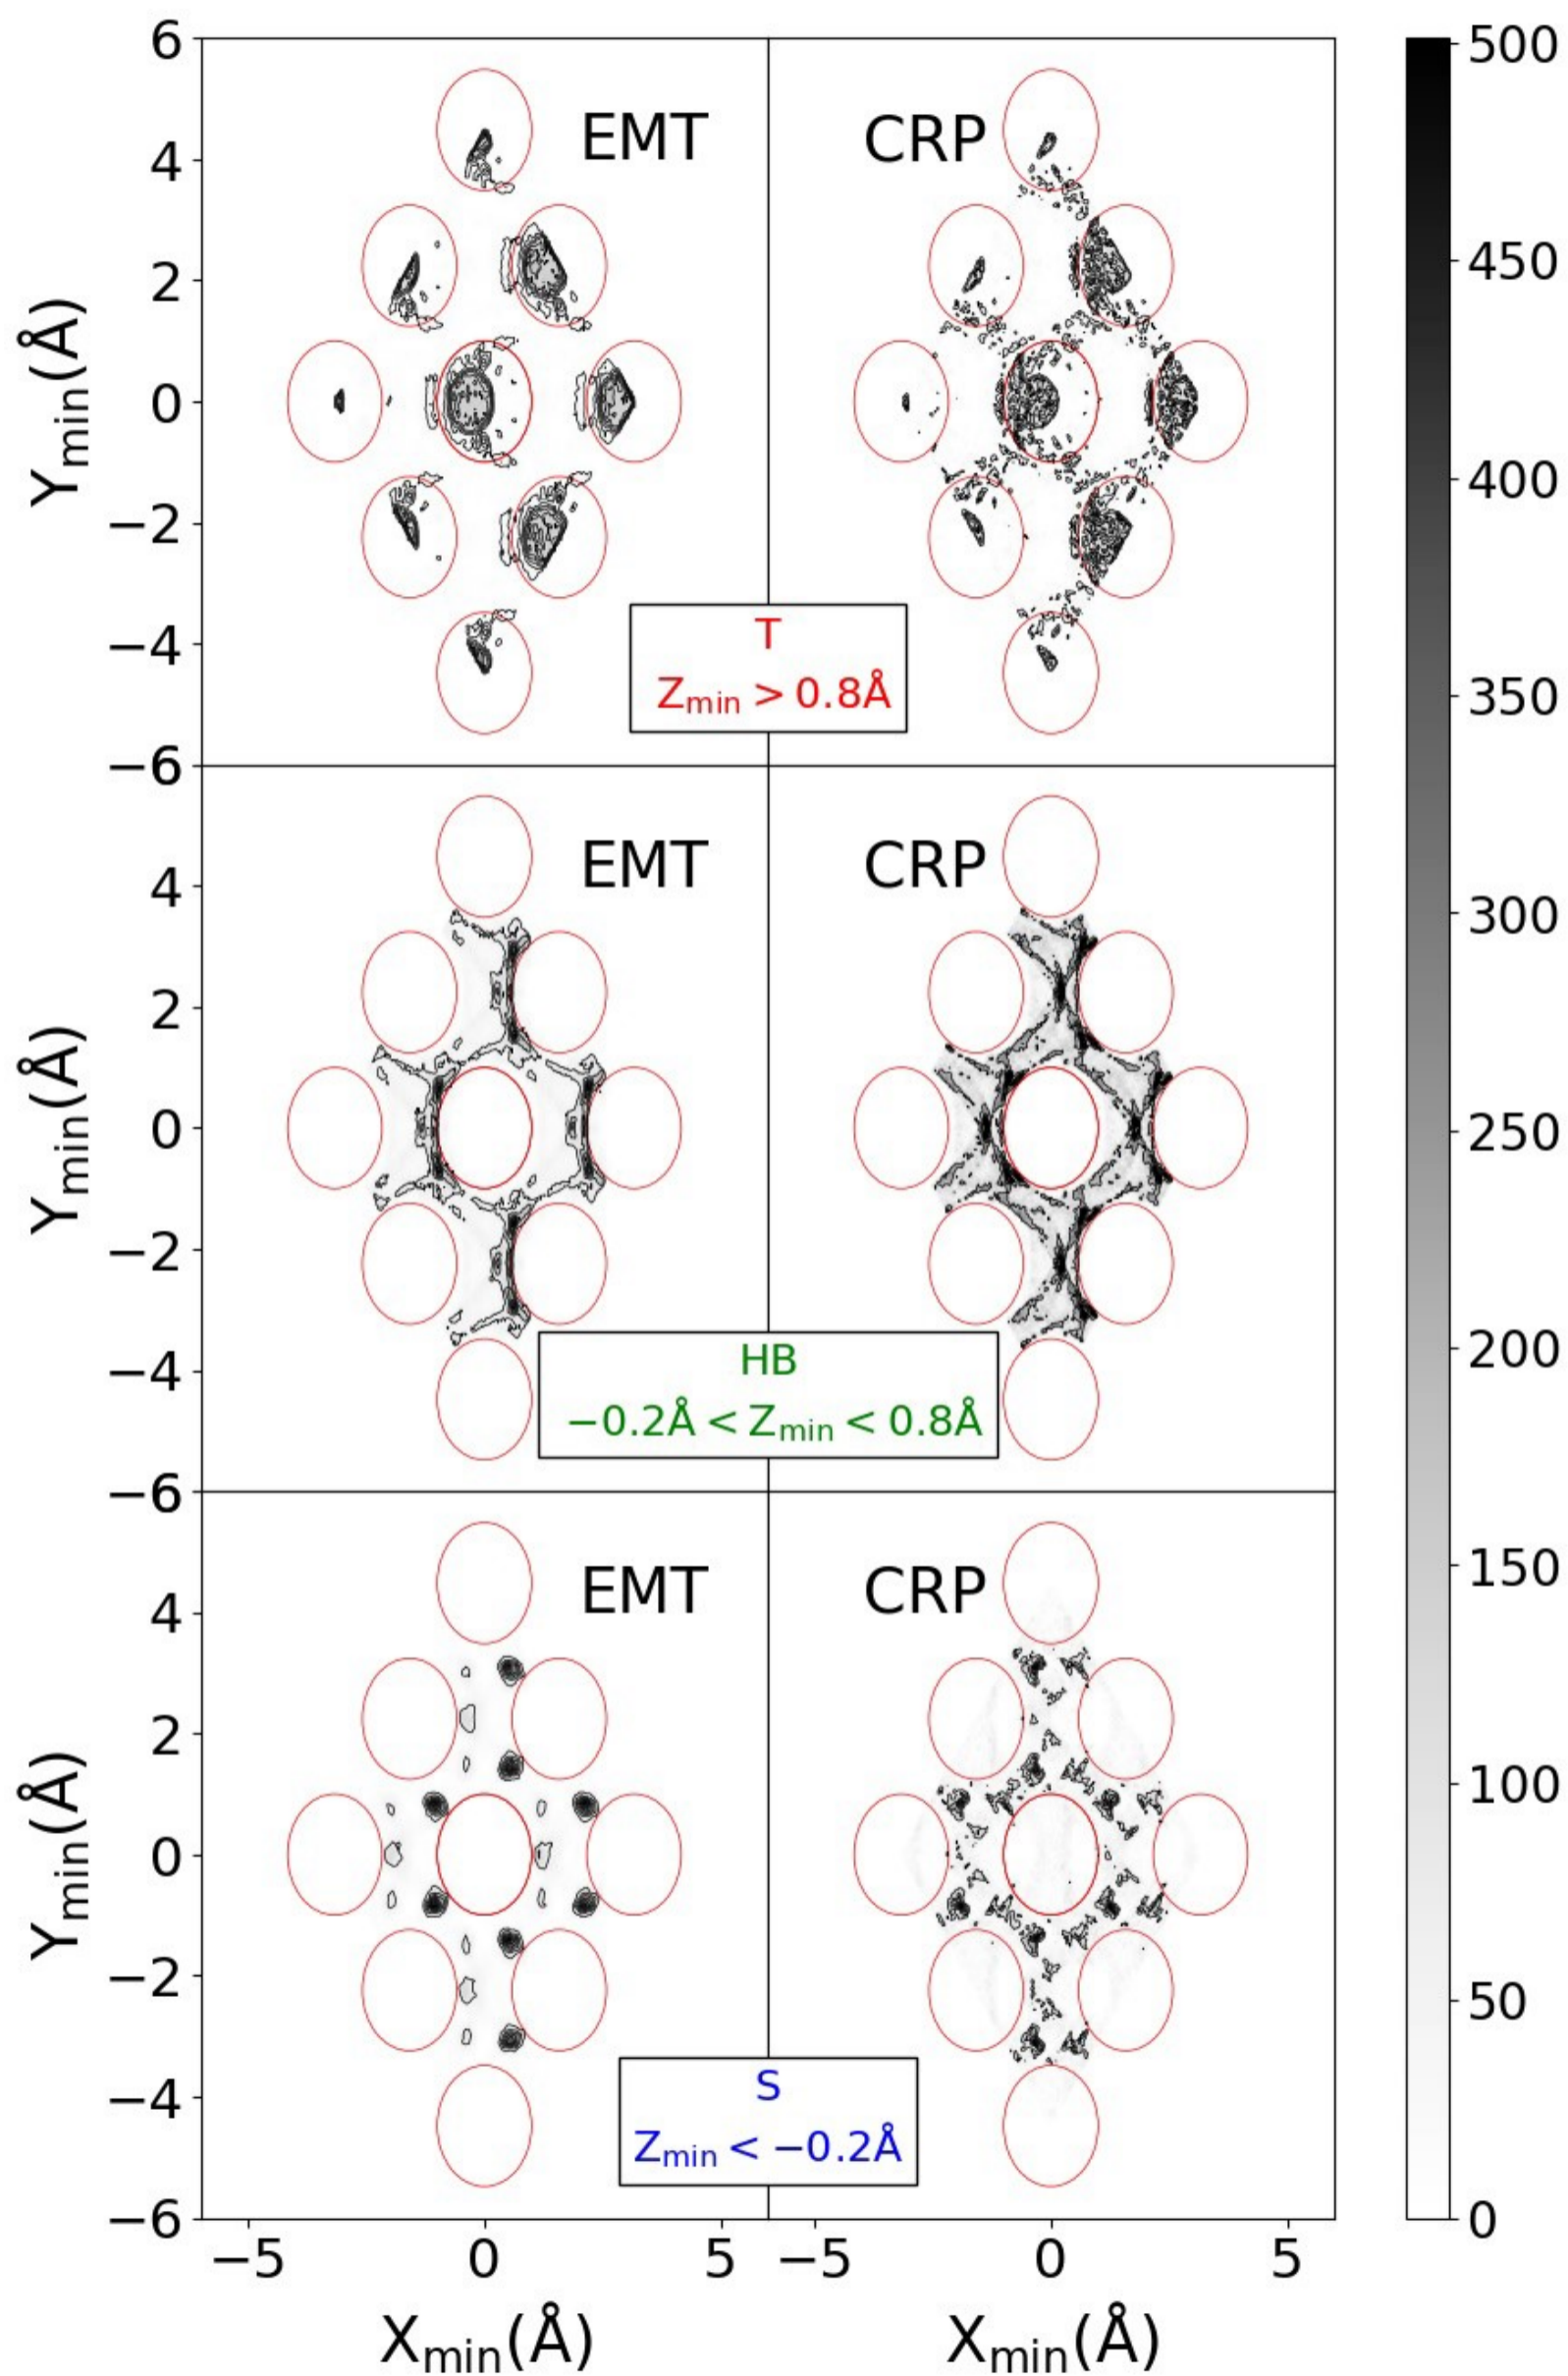 6
4
2
0
−2
−4
−6
Y_min(Å)
EMT
CRP
T
Z_min > 0.8Å
4
2
0
−2
−4
−6
Y_min(Å)
EMT
CRP
HB
−0.2Å < Z_min < 0.8Å
4
2
0
−2
−4
−6
Y_min(Å)
EMT
CRP
S
Z_min < −0.2Å
−5 0 5 −5 0 5
X_min(Å) X_min(Å)
500
450
400
350
300
250
200
150
100
50
0